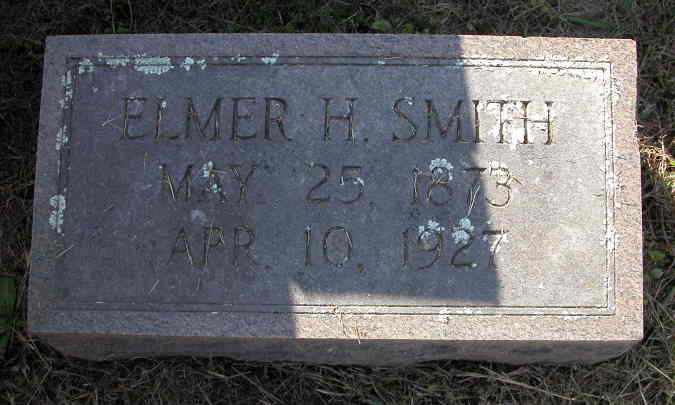 ELMER H. SMITH
MAY 25, 1873
APR. 10, 1927